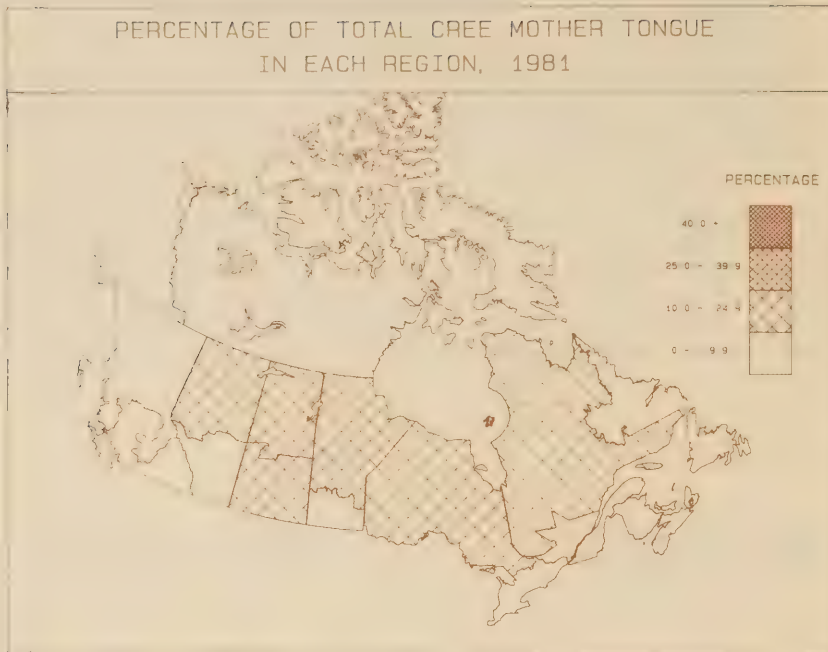 PERCENTAGE OF TOTAL CREE MOTHER TONGUE
IN EACH REGION, 1981
PERCENTAGE
40.0 +
25.0 - 39.9
10.0 - 24.4
0 - 9.9